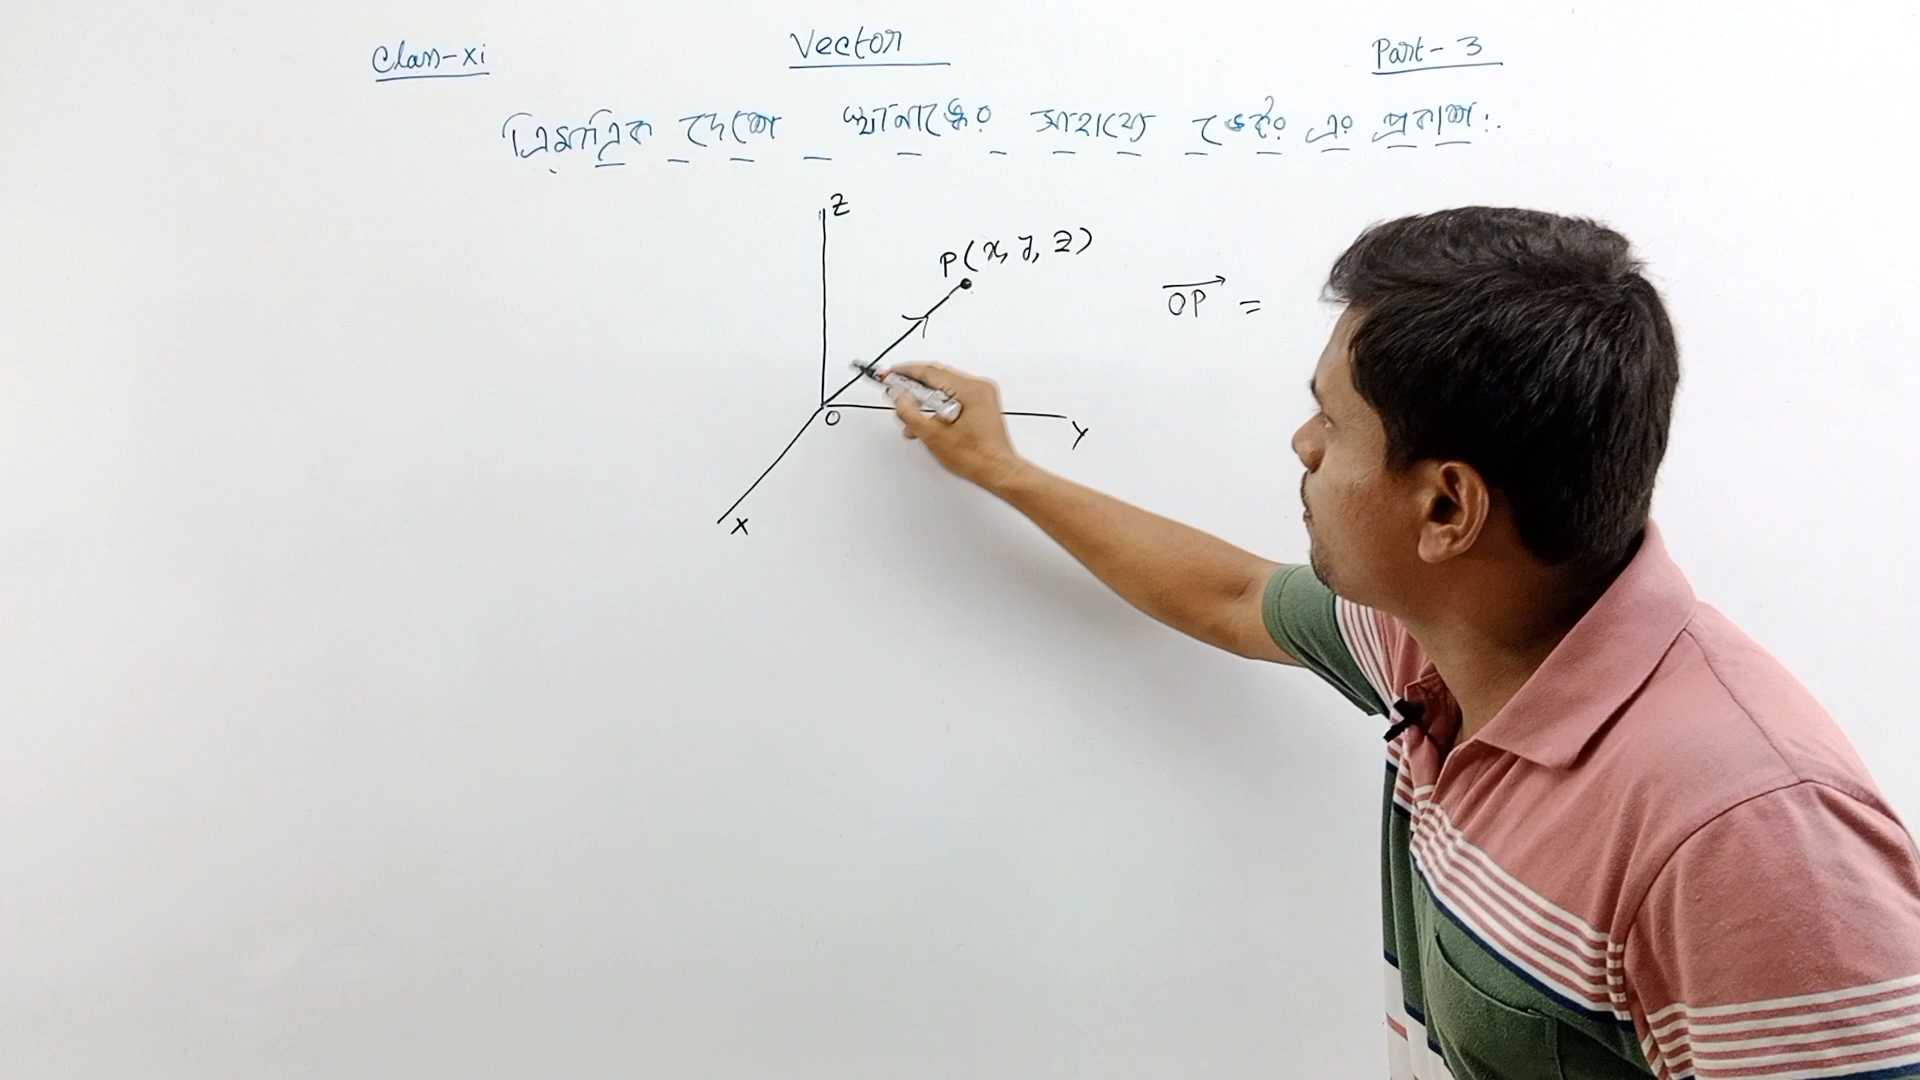 Class-xi
Vector
Part-3
ত্রিমাত্রিক দেশে স্থানাঙ্কের সাহায্যে ভেক্টর এর প্রকাশ:.
Z
P(x, y, z)
OP⃗ =
O
Y
X